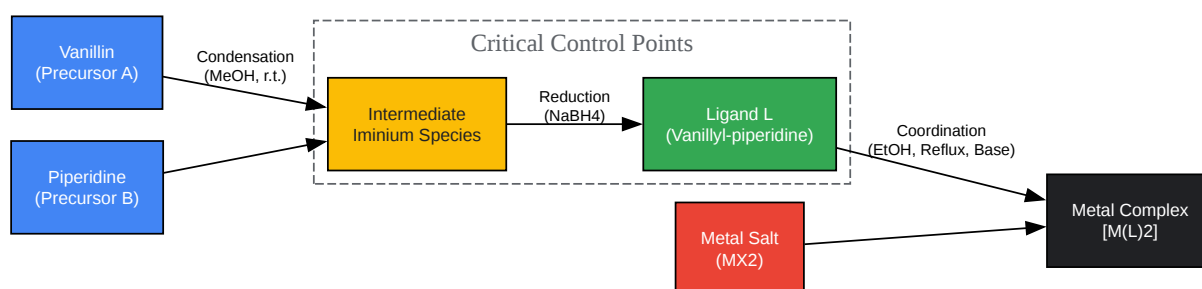 Vanillin
(Precursor A)
Condensation
(MeOH, r.t.)
Critical Control Points
Intermediate
Iminium Species
Reduction
(NaBH4)
Ligand L
(Vanillyl-piperidine)
Coordination
(EtOH, Reflux, Base)
Piperidine
(Precursor B)
Metal Salt
(MX2)
Metal Complex
[M(L)2]